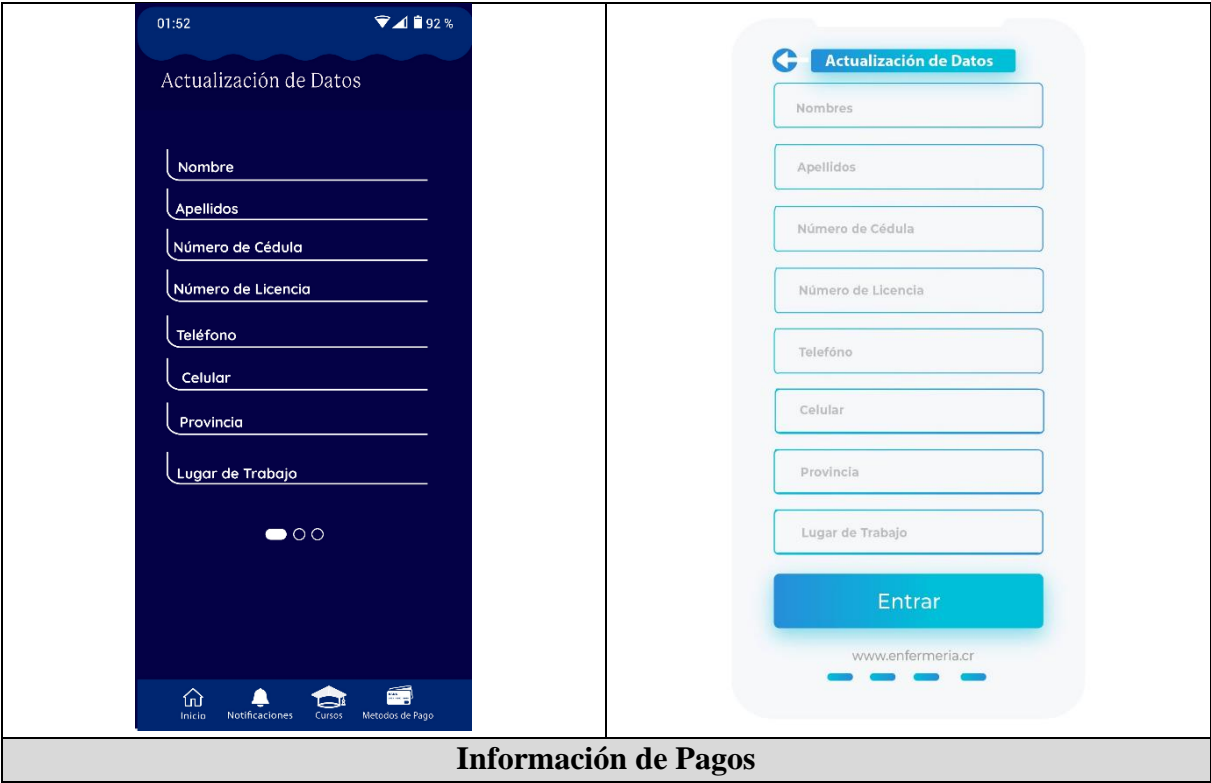 01:52
92 %
Actualización de Datos
Nombre
Apellidos
Número de Cédula
Número de Licencia
Teléfono
Celular
Provincia
Lugar de Trabajo
Inicio Notificaciones Cursos Metodos de Pago
Actualización de Datos
Nombres
Apellidos
Número de Cédula
Número de Licencia
Telefóno
Celular
Provincia
Lugar de Trabajo
Entrar
www.enfermeria.cr
Información de Pagos